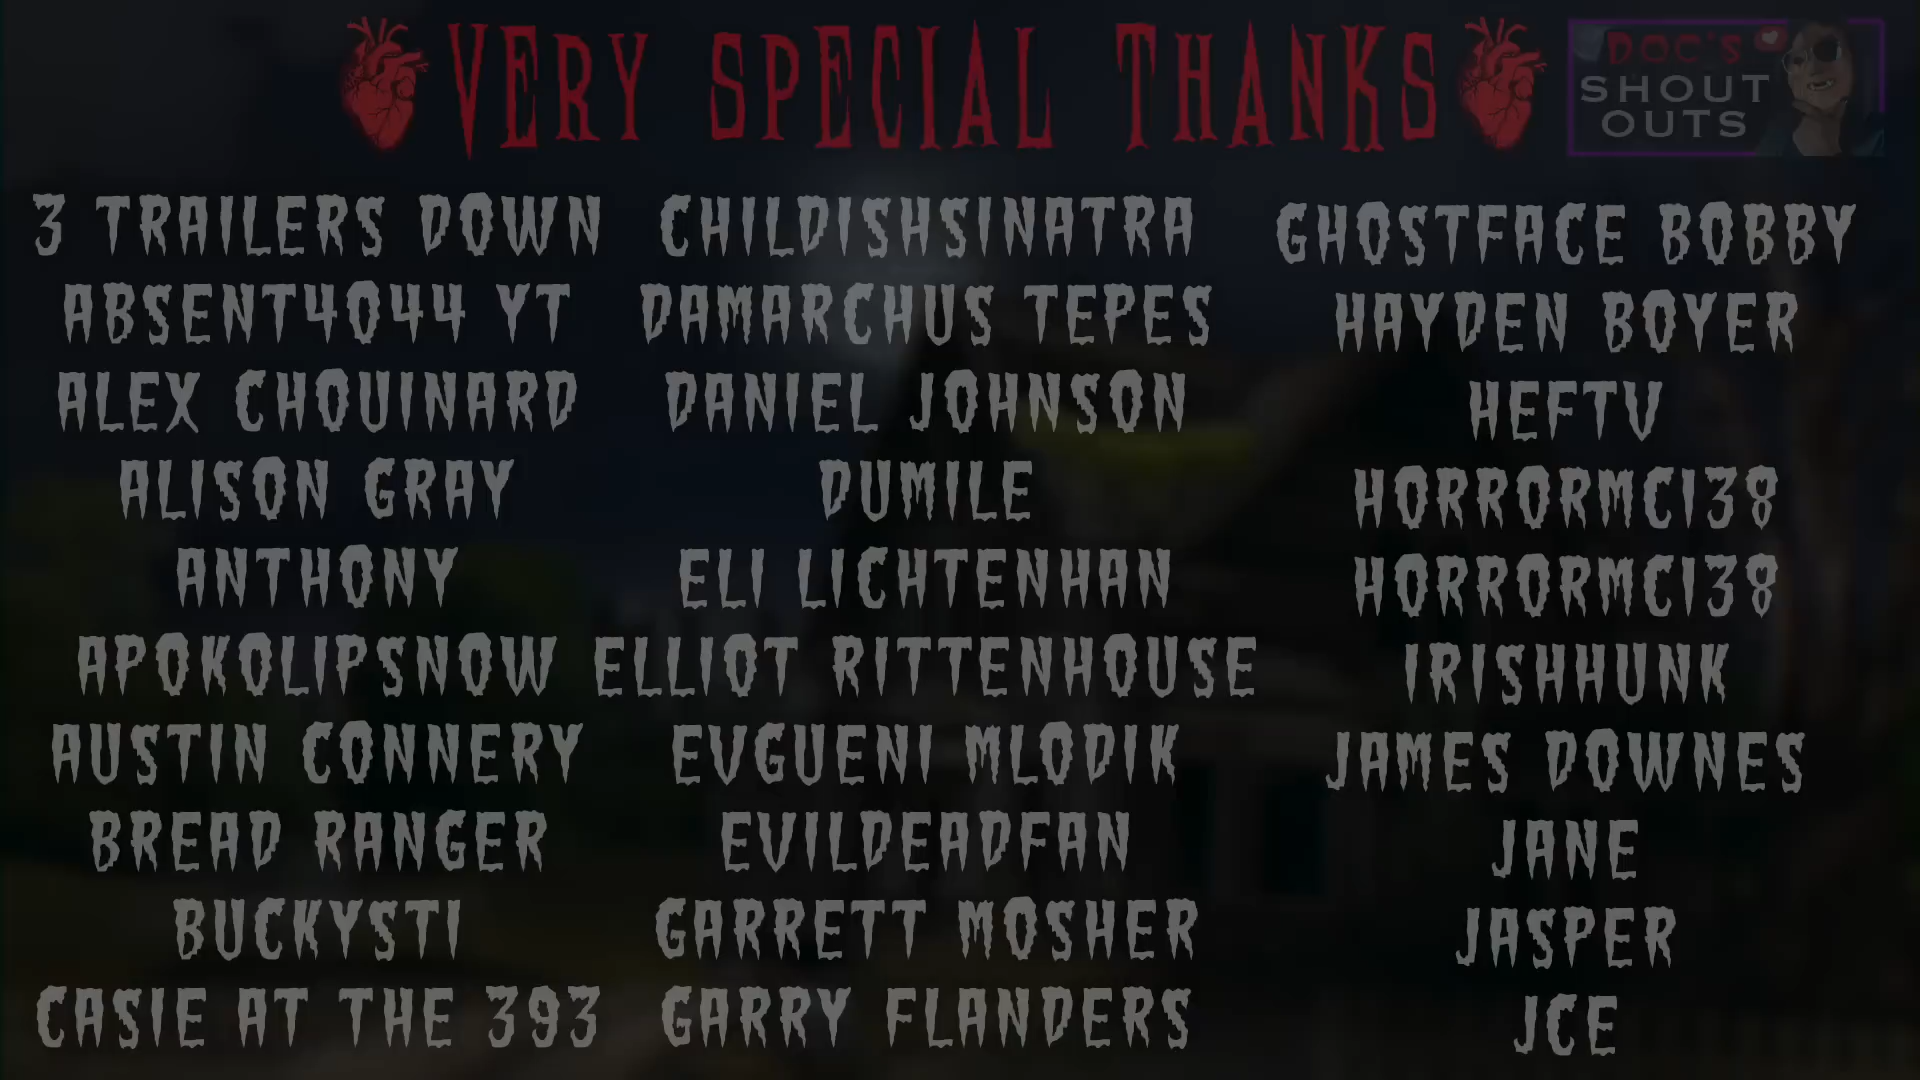 VERY SPECIAL THANKS
DOC'S
SHOUT
OUTS
3 TRAILERS DOWN
ABSENT4044 YT
ALEX CHOUINARD
ALISON GRAY
ANTHONY
APOKOLIPSNOW
AUSTIN CONNERY
BREAD RANGER
BUCKYSTI
CASIE AT THE 393
CHILDISHSINATRA
DAMARCHUS TEPES
DANIEL JOHNSON
DUMILE
ELI LICHTENHAN
ELLIOT RITTENHOUSE
EVGUENI MLODIK
EVILDEADFAN
GARRETT MOSHER
GARRY FLANDERS
GHOSTFACE BOBBY
HAYDEN BOYER
HEFTV
HORRORMC138
HORRORMC138
IRISHHUNK
JAMES DOWNES
JANE
JASPER
JCE